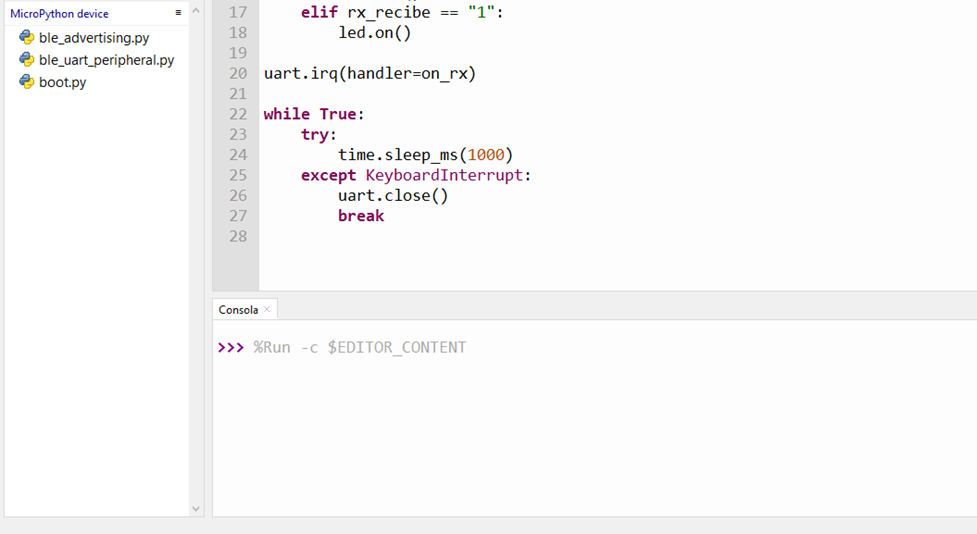 MicroPython device
ble_advertising.py
ble_uart_peripheral.py
boot.py
17 elif rx_recibe == "1":
18 led.on()
19
20 uart.irq(handler=on_rx)
21
22 while True:
23 try:
24 time.sleep_ms(1000)
25 except KeyboardInterrupt:
26 uart.close()
27 break
28
Consola ×
>>> %Run -c $EDITOR_CONTENT